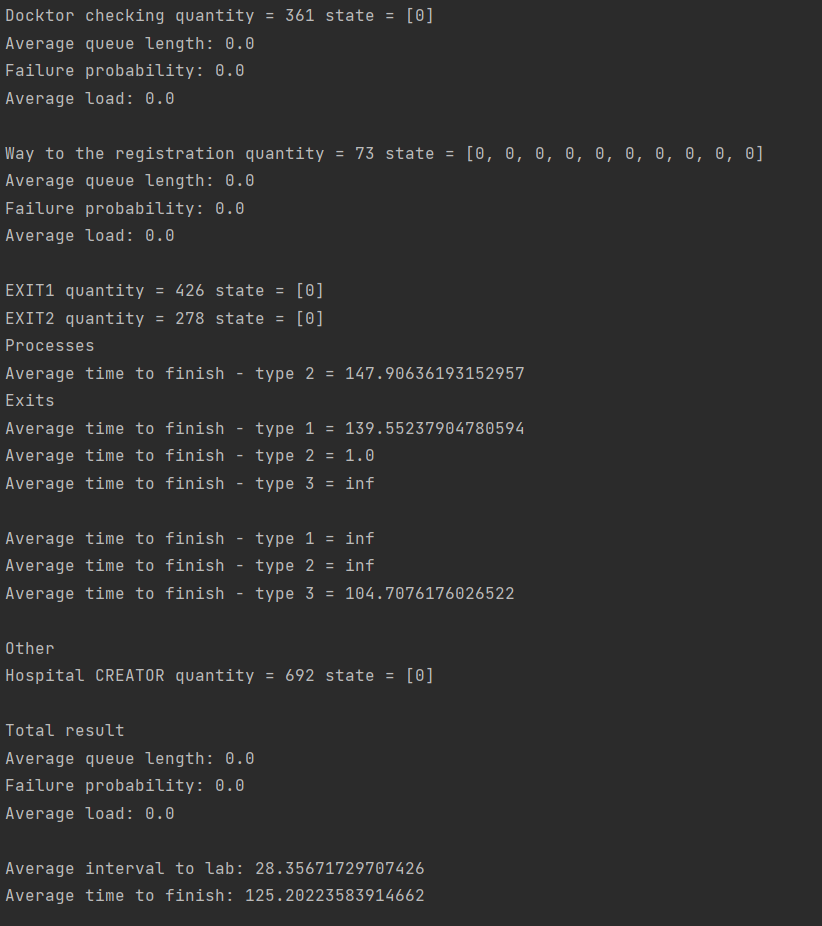 Docktor checking quantity = 361 state = [0]
Average queue length: 0.0
Failure probability: 0.0
Average load: 0.0
Way to the registration quantity = 73 state = [0, 0, 0, 0, 0, 0, 0, 0, 0, 0]
Average queue length: 0.0
Failure probability: 0.0
Average load: 0.0
EXIT1 quantity = 426 state = [0]
EXIT2 quantity = 278 state = [0]
Processes
Average time to finish - type 2 = 147.90636193152957
Exits
Average time to finish - type 1 = 139.55237904780594
Average time to finish - type 2 = 1.0
Average time to finish - type 3 = inf
Average time to finish - type 1 = inf
Average time to finish - type 2 = inf
Average time to finish - type 3 = 104.7076176026522
Other
Hospital CREATOR quantity = 692 state = [0]
Total result
Average queue length: 0.0
Failure probability: 0.0
Average load: 0.0
Average interval to lab: 28.35671729707426
Average time to finish: 125.20223583914662